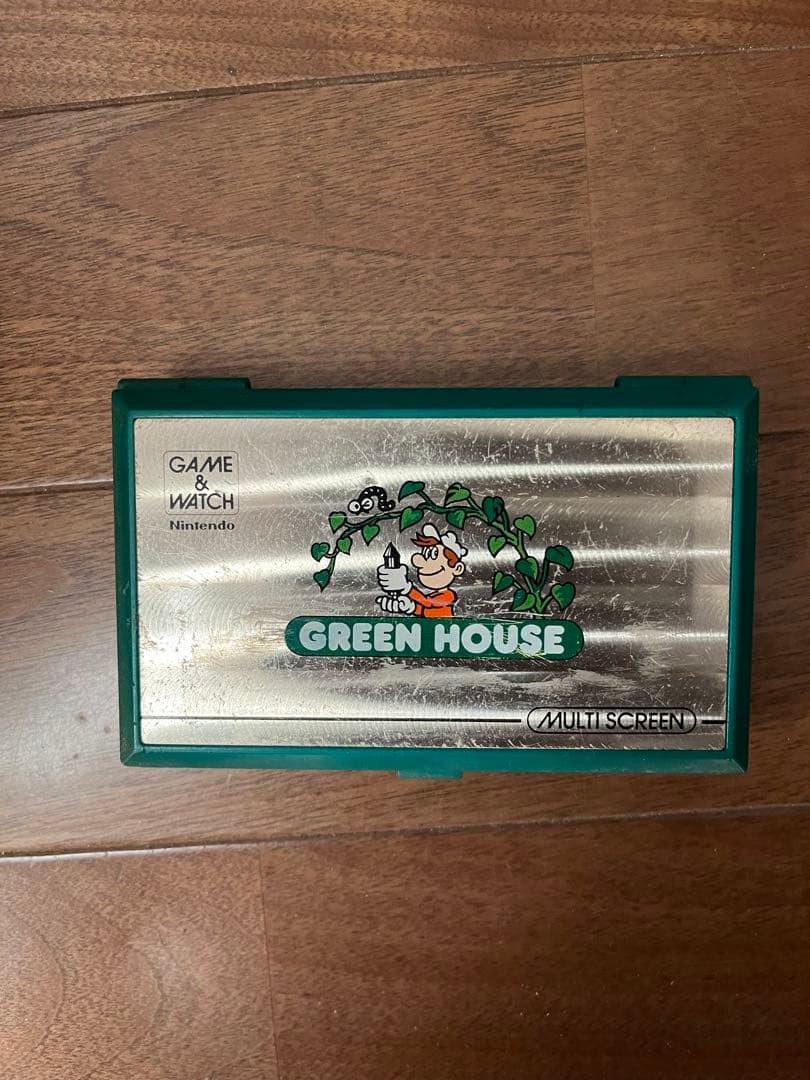 GAME
&
WATCH
Nintendo
GREEN HOUSE
MULTI SCREEN